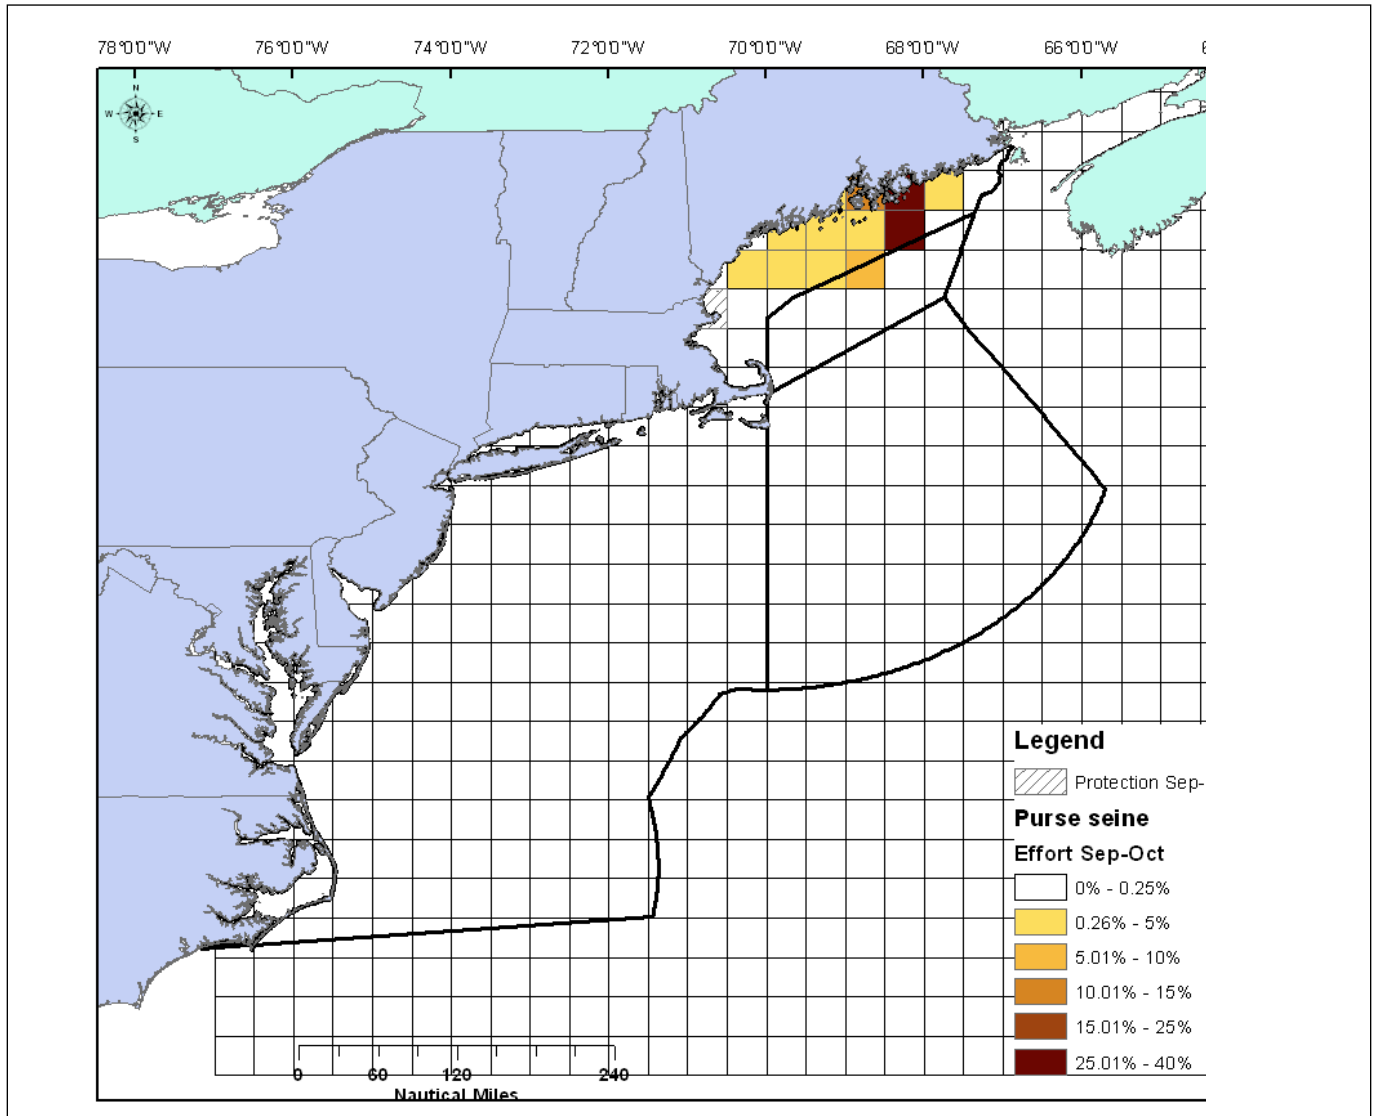 78°0'0"W 76°0'0"W 74°0'0"W 72°0'0"W 70°0'0"W 68°0'0"W 66°0'0"W 6
N
W E
S
Legend
Protection Sep-
Purse seine
Effort Sep-Oct
0% - 0.25%
0.26% - 5%
5.01% - 10%
10.01% - 15%
15.01% - 25%
25.01% - 40%
0 60 120 240
Nautical Miles